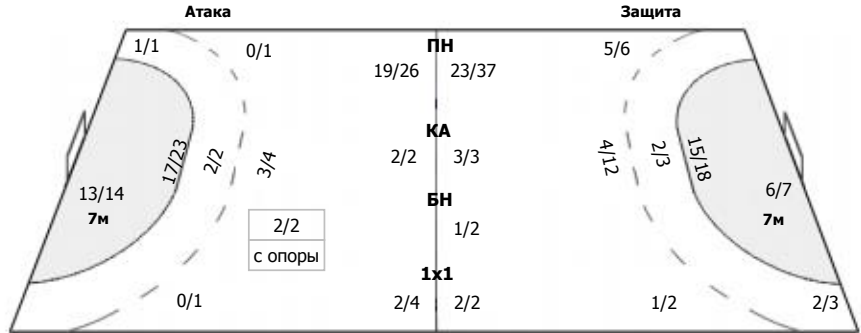 Атака Защита
1/1 0/1 ПН 5/6
19/26 23/37
17/23 2/2 3/4 КА 4/12 2/3 15/18
2/2 3/3
13/14 БН 6/7
7м 7м
2/2 1/2
с опоры
1x1
0/1 2/4 2/2 1/2 2/3